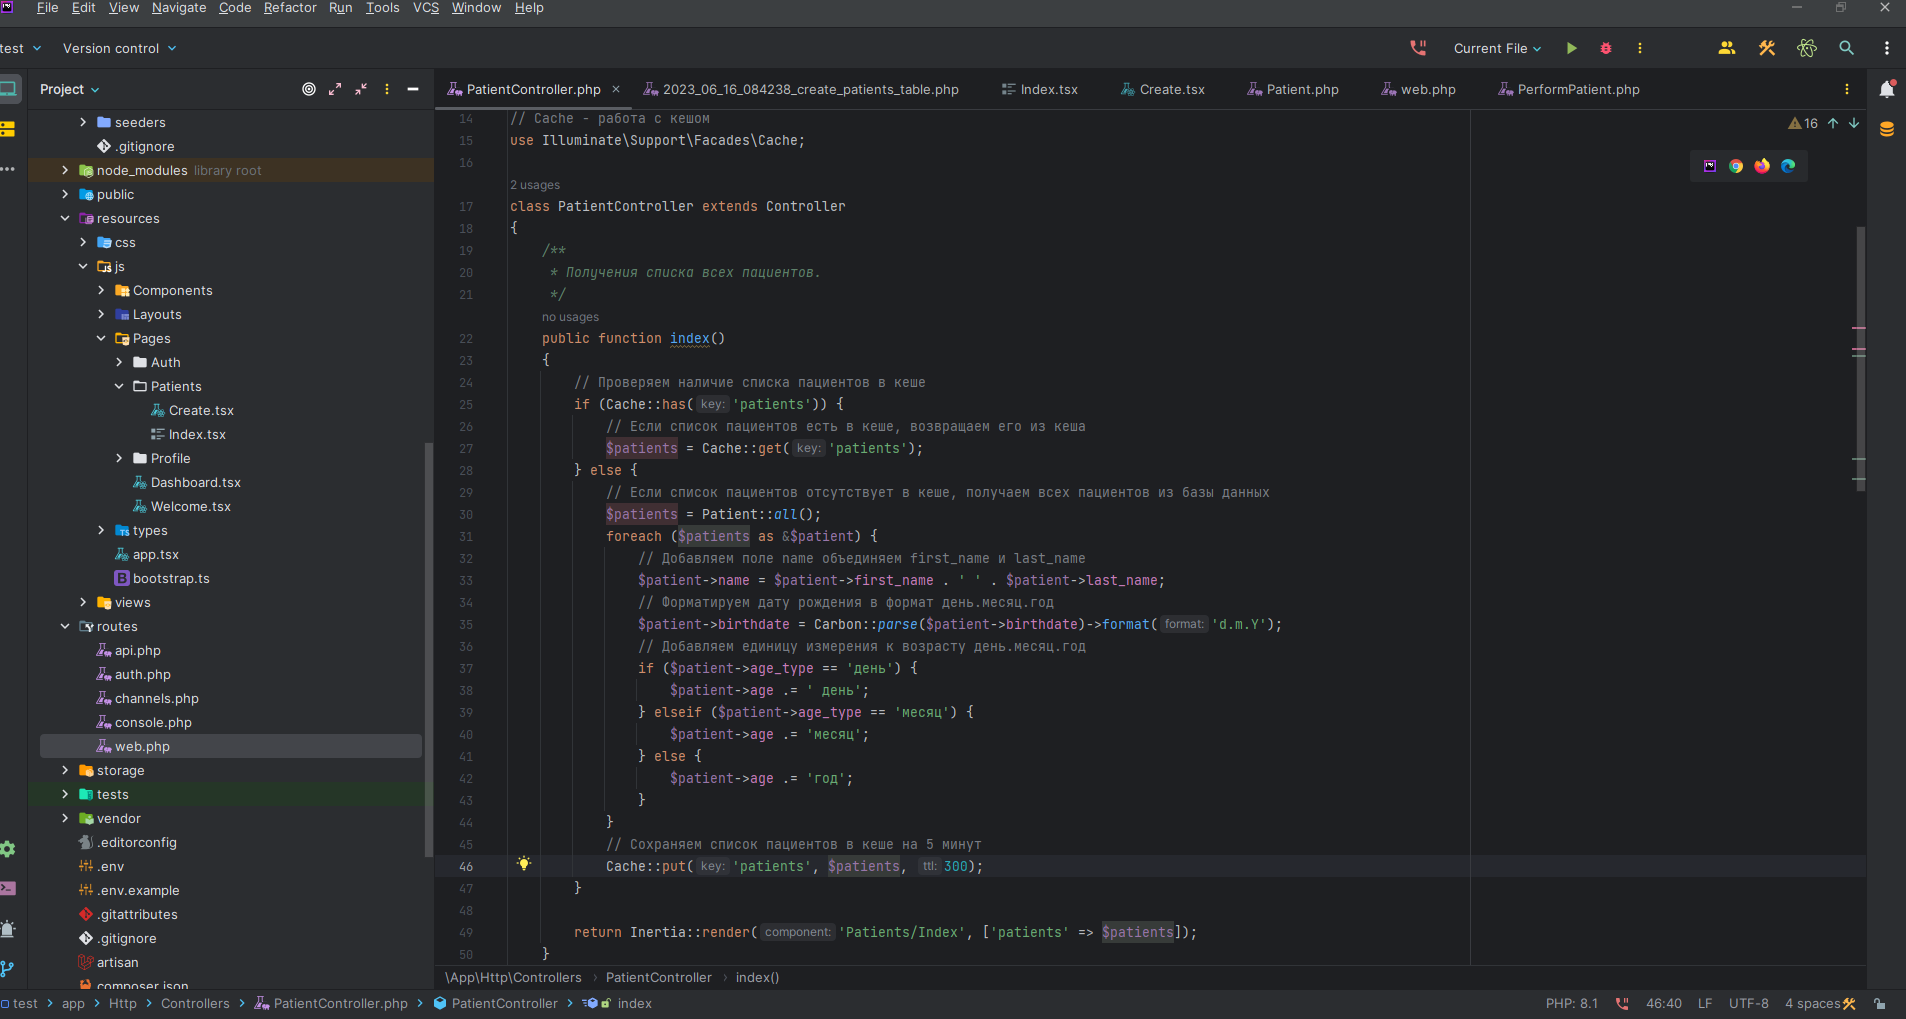 File Edit View Navigate Code Refactor Run Tools VCS Window Help
test Version control Current File
Project
PatientController.php 2023_06_16_084238_create_patients_table.php Index.tsx Create.tsx Patient.php web.php PerformPatient.php
seeders
.gitignore
node_modules library root
public
resources
css
js
Components
Layouts
Pages
Auth
Patients
Create.tsx
Index.tsx
Profile
Dashboard.tsx
Welcome.tsx
types
app.tsx
bootstrap.ts
views
routes
api.php
auth.php
channels.php
console.php
web.php
storage
tests
vendor
.editorconfig
.env
.env.example
.gitattributes
.gitignore
artisan
composer.json
16
14 // Cache - работа с кешом
15 use Illuminate\Support\Facades\Cache;
16
2 usages
17 class PatientController extends Controller
18 {
19 /**
20 * Получения списка всех пациентов.
21 */
no usages
22 public function index()
23 {
24 // Проверяем наличие списка пациентов в кеше
25 if (Cache::has( key: 'patients')) {
26 // Если список пациентов есть в кеше, возвращаем его из кеша
27 $patients = Cache::get( key: 'patients');
28 } else {
29 // Если список пациентов отсутствует в кеше, получаем всех пациентов из базы данных
30 $patients = Patient::all();
31 foreach ($patients as &$patient) {
32 // Добавляем поле name объединяем first_name и last_name
33 $patient->name = $patient->first_name . ' ' . $patient->last_name;
34 // Форматируем дату рождения в формат день.месяц.год
35 $patient->birthdate = Carbon::parse($patient->birthdate)->format( format: 'd.m.Y');
36 // Добавляем единицу измерения к возрасту день.месяц.год
37 if ($patient->age_type == 'день') {
38 $patient->age .= ' день';
39 } elseif ($patient->age_type == 'месяц') {
40 $patient->age .= 'месяц';
41 } else {
42 $patient->age .= 'год';
43 }
44 }
45 // Сохраняем список пациентов в кеше на 5 минут
46 Cache::put( key: 'patients', $patients, ttl: 300);
47 }
48
49 return Inertia::render( component: 'Patients/Index', ['patients' => $patients]);
50 }
\App\Http\Controllers › PatientController › index()
test › app › Http › Controllers › PatientController.php › PatientController › index
PHP: 8.1 46:40 LF UTF-8 4 spaces